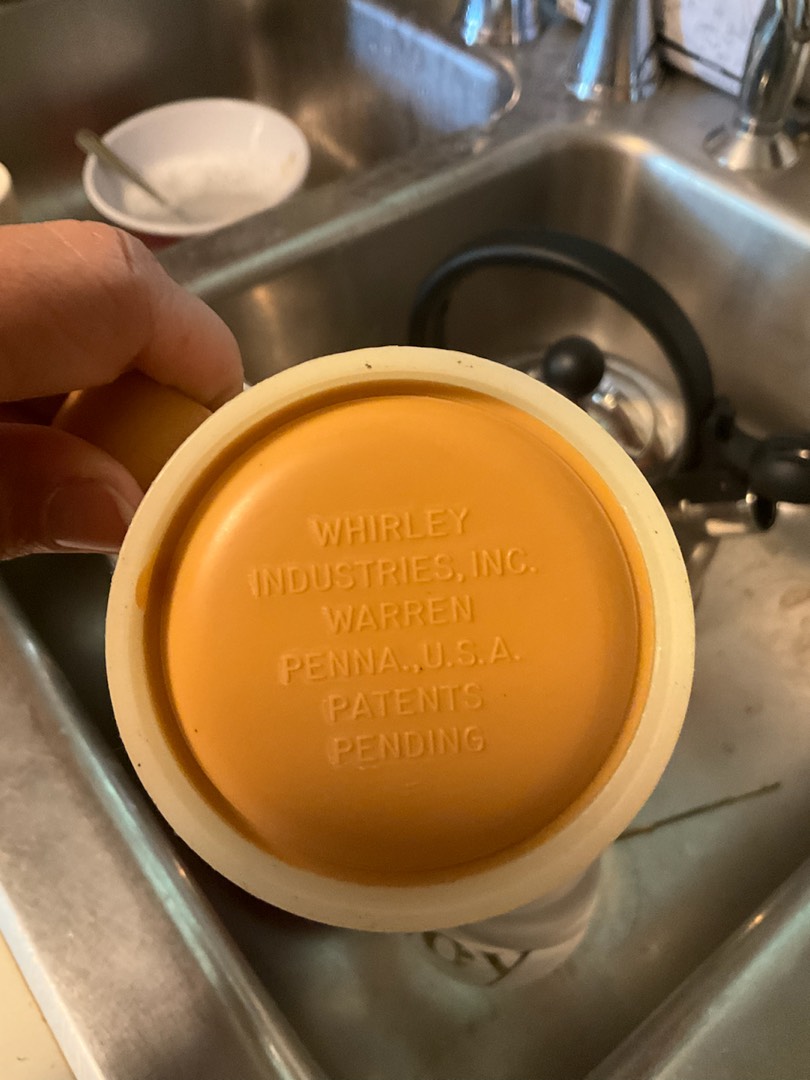 WHIRLEY
INDUSTRIES, INC.
WARREN
PENNA., U.S.A.
PATENTS
PENDING